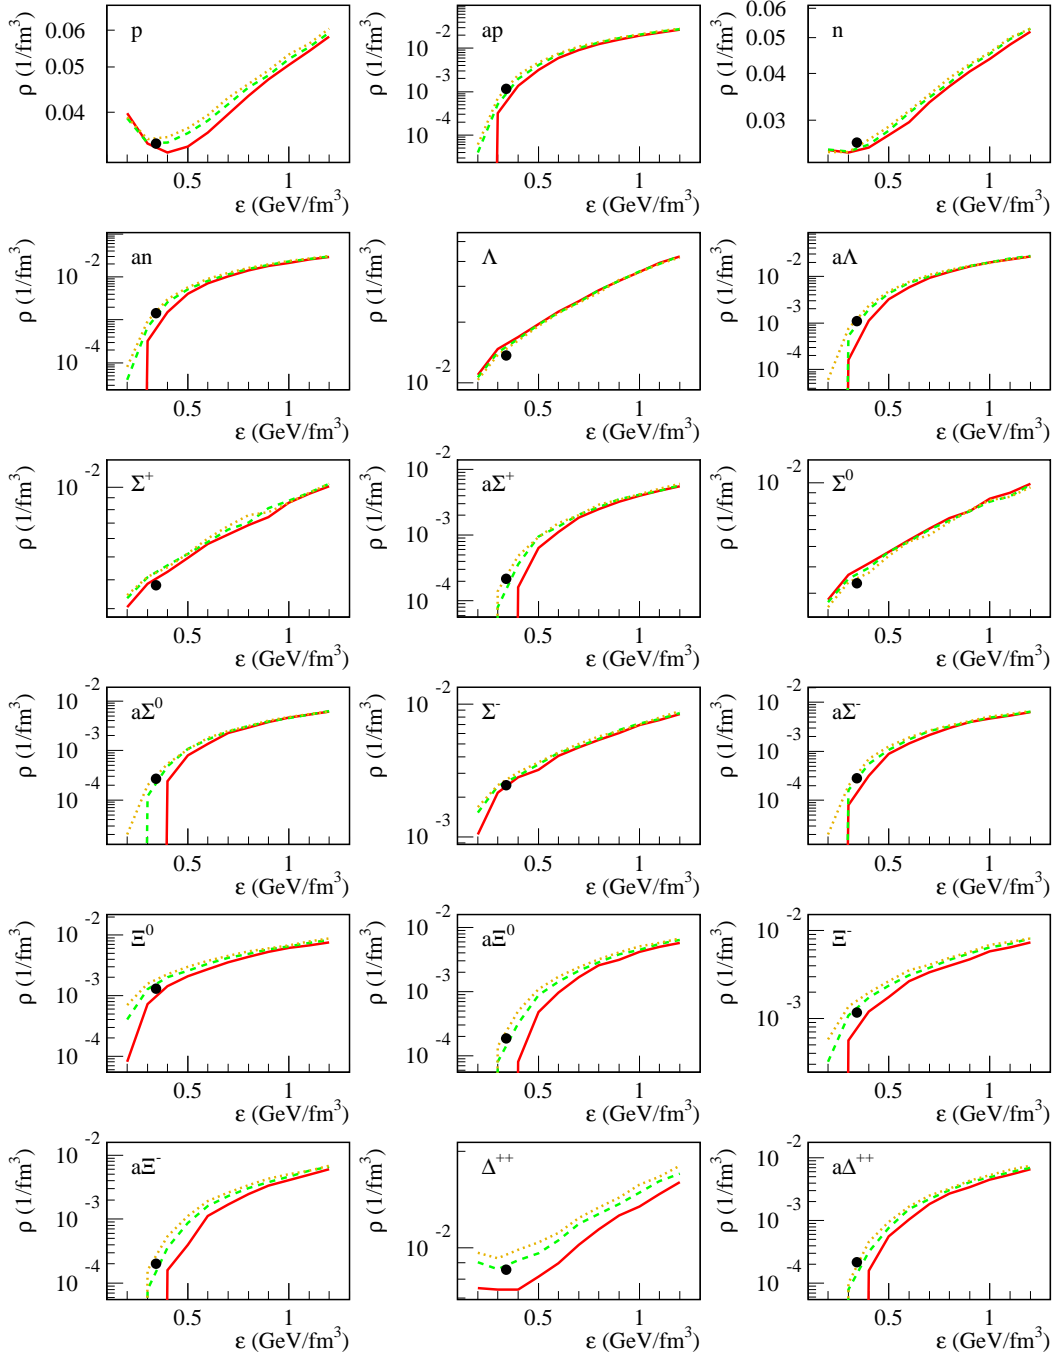 p
ρ (1/fm³)
0.06
0.05
0.04
0.5
1
ε (GeV/fm³)
ap
ρ (1/fm³)
10⁻²
10⁻³
10⁻⁴
0.5
1
ε (GeV/fm³)
n
ρ (1/fm³)
0.06
0.05
0.04
0.03
0.5
1
ε (GeV/fm³)
an
ρ (1/fm³)
10⁻²
10⁻³
10⁻⁴
0.5
1
ε (GeV/fm³)
Λ
ρ (1/fm³)
10⁻²
0.5
1
ε (GeV/fm³)
aΛ
ρ (1/fm³)
10⁻²
10⁻³
10⁻⁴
0.5
1
ε (GeV/fm³)
Σ⁺
ρ (1/fm³)
10⁻²
0.5
1
ε (GeV/fm³)
aΣ⁺
ρ (1/fm³)
10⁻²
10⁻³
10⁻⁴
0.5
1
ε (GeV/fm³)
Σ⁰
ρ (1/fm³)
10⁻²
0.5
1
ε (GeV/fm³)
aΣ⁰
ρ (1/fm³)
10⁻²
10⁻³
10⁻⁴
0.5
1
ε (GeV/fm³)
Σ⁻
ρ (1/fm³)
10⁻²
10⁻³
0.5
1
ε (GeV/fm³)
aΣ⁻
ρ (1/fm³)
10⁻²
10⁻³
10⁻⁴
0.5
1
ε (GeV/fm³)
Ξ⁰
ρ (1/fm³)
10⁻²
10⁻³
10⁻⁴
0.5
1
ε (GeV/fm³)
aΞ⁰
ρ (1/fm³)
10⁻²
10⁻³
10⁻⁴
0.5
1
ε (GeV/fm³)
Ξ⁻
ρ (1/fm³)
10⁻²
10⁻³
0.5
1
ε (GeV/fm³)
aΞ⁻
ρ (1/fm³)
10⁻²
10⁻³
10⁻⁴
0.5
1
ε (GeV/fm³)
Δ⁺⁺
ρ (1/fm³)
10⁻²
0.5
1
ε (GeV/fm³)
aΔ⁺⁺
ρ (1/fm³)
10⁻²
10⁻³
10⁻⁴
0.5
1
ε (GeV/fm³)